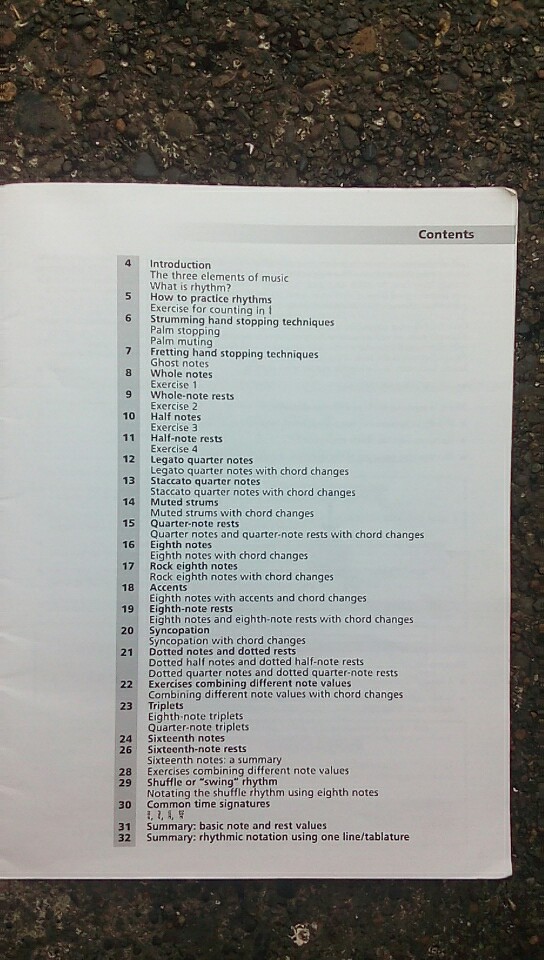 Contents
4 Introduction
The three elements of music
What is rhythm?
5 How to practice rhythms
Exercise for counting in
6 Strumming hand stopping techniques
Palm stopping
Palm muting
7 Fretting hand stopping techniques
Ghost notes
8 Whole notes
Exercise 1
9 Whole-note rests
Exercise 2
10 Half notes
Exercise 3
11 Half-note rests
Exercise 4
12 Legato quarter notes
Legato quarter notes with chord changes
13 Staccato quarter notes
Staccato quarter notes with chord changes
14 Muted strums
Muted strums with chord changes
15 Quarter-note rests
Quarter notes and quarter-note rests with chord changes
16 Eighth notes
Eighth notes with chord changes
17 Rock eighth notes
Rock eighth notes with chord changes
18 Accents
Eighth notes with accents and chord changes
19 Eighth-note rests
Eighth notes and eighth-note rests with chord changes
20 Syncopation
Syncopation with chord changes
21 Dotted notes and dotted rests
Dotted half notes and dotted half-note rests
Dotted quarter notes and dotted quarter-note rests
22 Exercises combining different note values
Combining different note values with chord changes
23 Triplets
Eighth-note triplets
Quarter-note triplets
24 Sixteenth notes
26 Sixteenth-note rests
Sixteenth notes: a summary
28 Exercises combining different note values
29 Shuffle or “swing” rhythm
Notating the shuffle rhythm using eighth notes
30 Common time signatures
31 Summary: basic note and rest values
32 Summary: rhythmic notation using one line/tablature